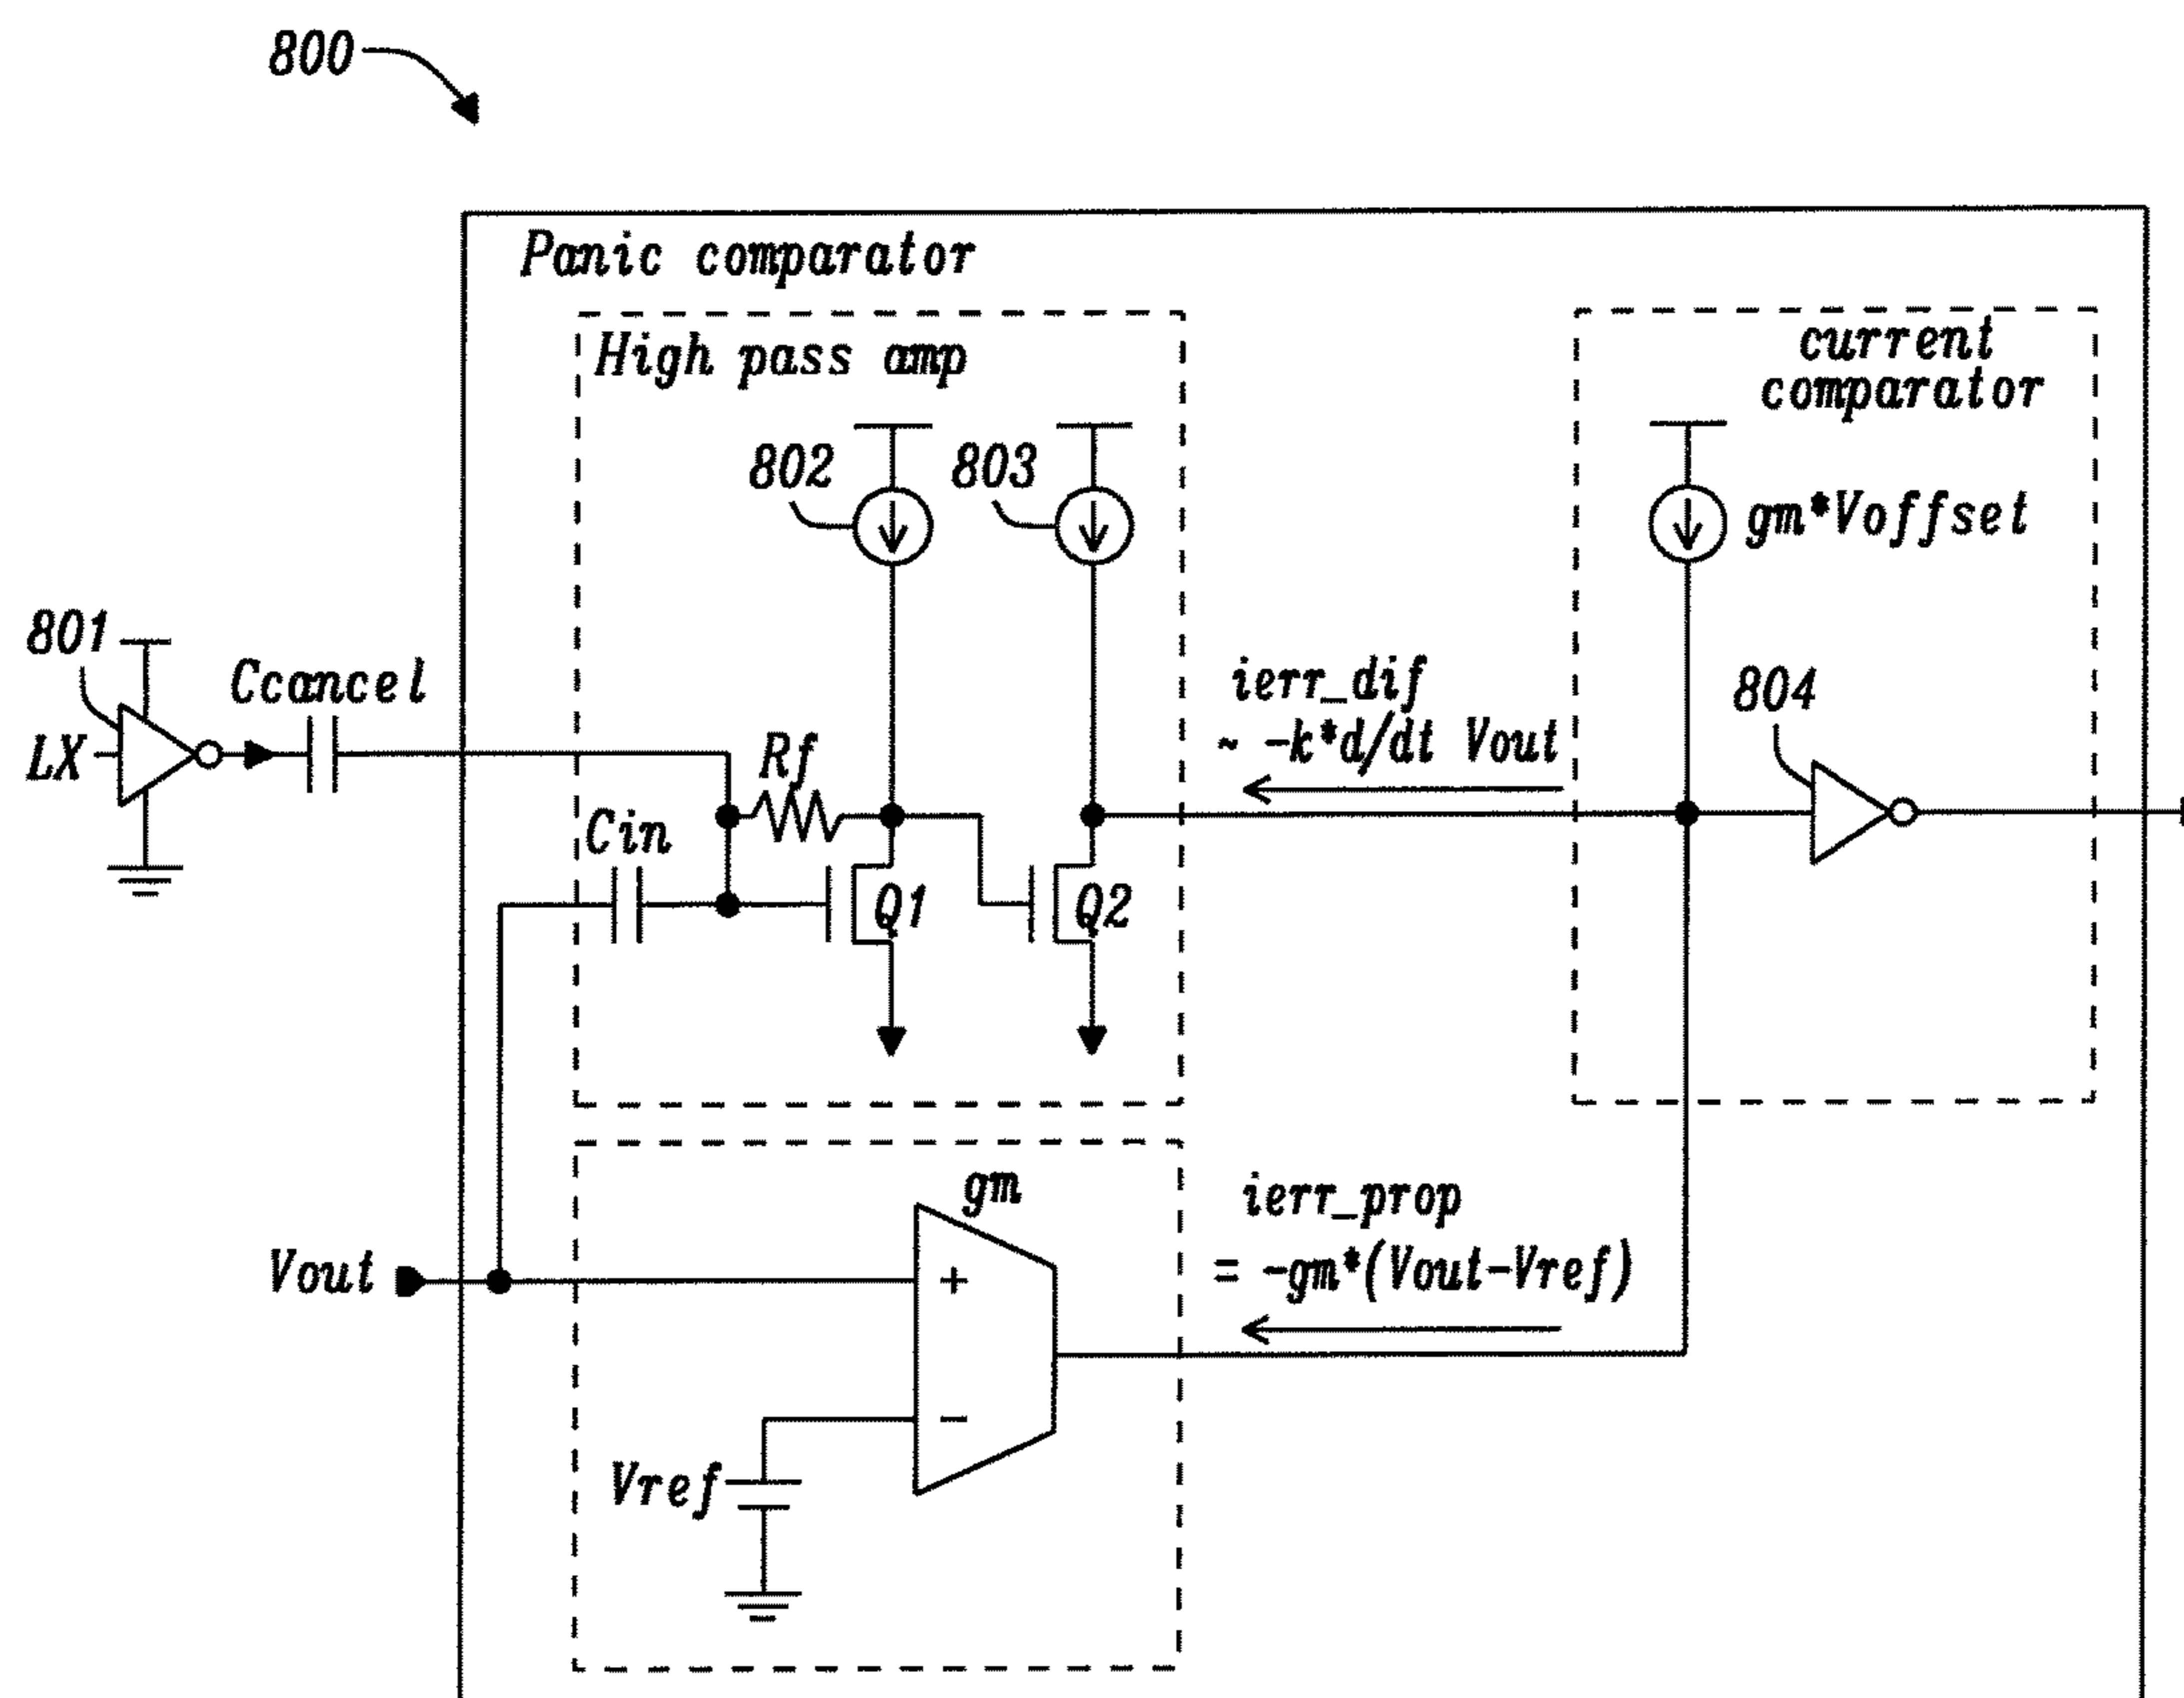 800
Panic comparator
High pass amp
current
comparator
802
803
gm*Voffset
801
Ccancel
LX
ierr_dif
~ -k*d/dt Vout
804
Rf
Cin
Q1
Q2
gm
ierr_prop
= -gm*(Vout-Vref)
Vout
+
-
Vref